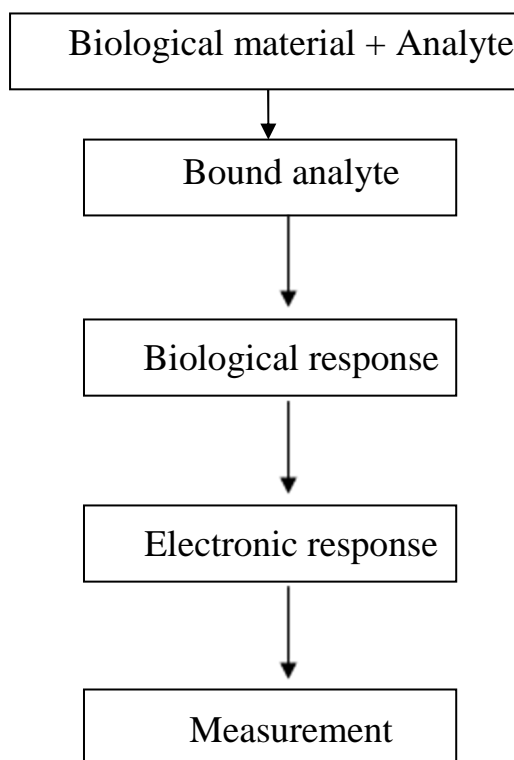 Biological material + Analyte
Bound analyte
Biological response
Electronic response
Measurement